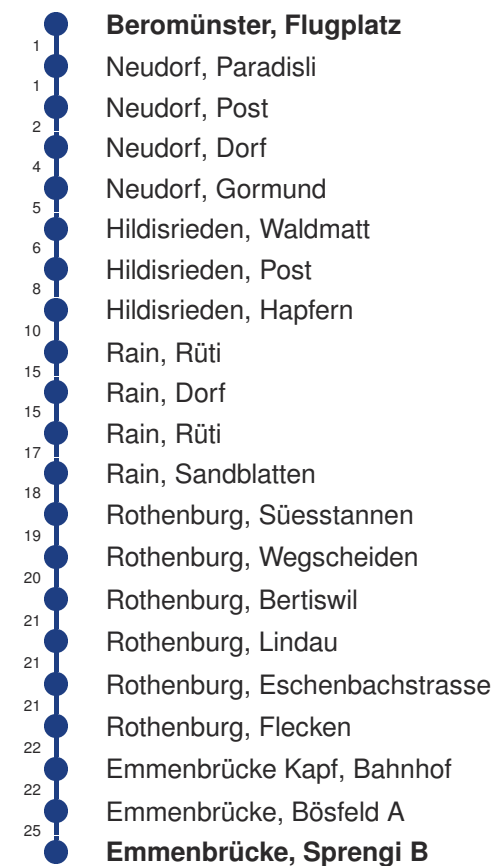 Beromünster, Flugplatz
1
Neudorf, Paradisli
1
Neudorf, Post
2
Neudorf, Dorf
4
Neudorf, Gormund
5
Hildisrieden, Waldmatt
6
Hildisrieden, Post
8
Hildisrieden, Hapfern
10
Rain, Rüti
15
Rain, Dorf
15
Rain, Rüti
17
Rain, Sandblatten
18
Rothenburg, Süesstannen
19
Rothenburg, Wegscheiden
20
Rothenburg, Bertiswil
21
Rothenburg, Lindau
21
Rothenburg, Eschenbachstrasse
21
Rothenburg, Flecken
22
Emmenbrücke Kapf, Bahnhof
22
Emmenbrücke, Bösfeld A
25
Emmenbrücke, Sprengi B